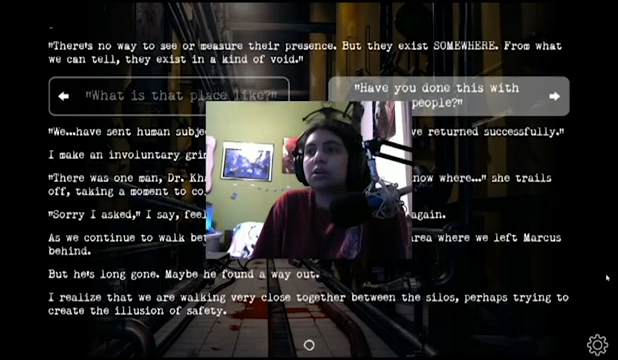 "There's no way to see or measure their presence. But they exist SOMEWHERE. From what
we can tell, they exist in a kind of void."
"What is that place like?"
"Have you done this with
people?"
"We...have sent human subje
ve returned successfully."
I make an involuntary gri
"There was one man, Dr. Kha
now where..." she trails
off, taking a moment to co
"Sorry I asked," I say, feel
again.
As we continue to walk be
area where we left Marcus
behind.
But he's long gone. Maybe he found a way out.
I realize that we are walking very close together between the silos, perhaps trying to
create the illusion of safety.